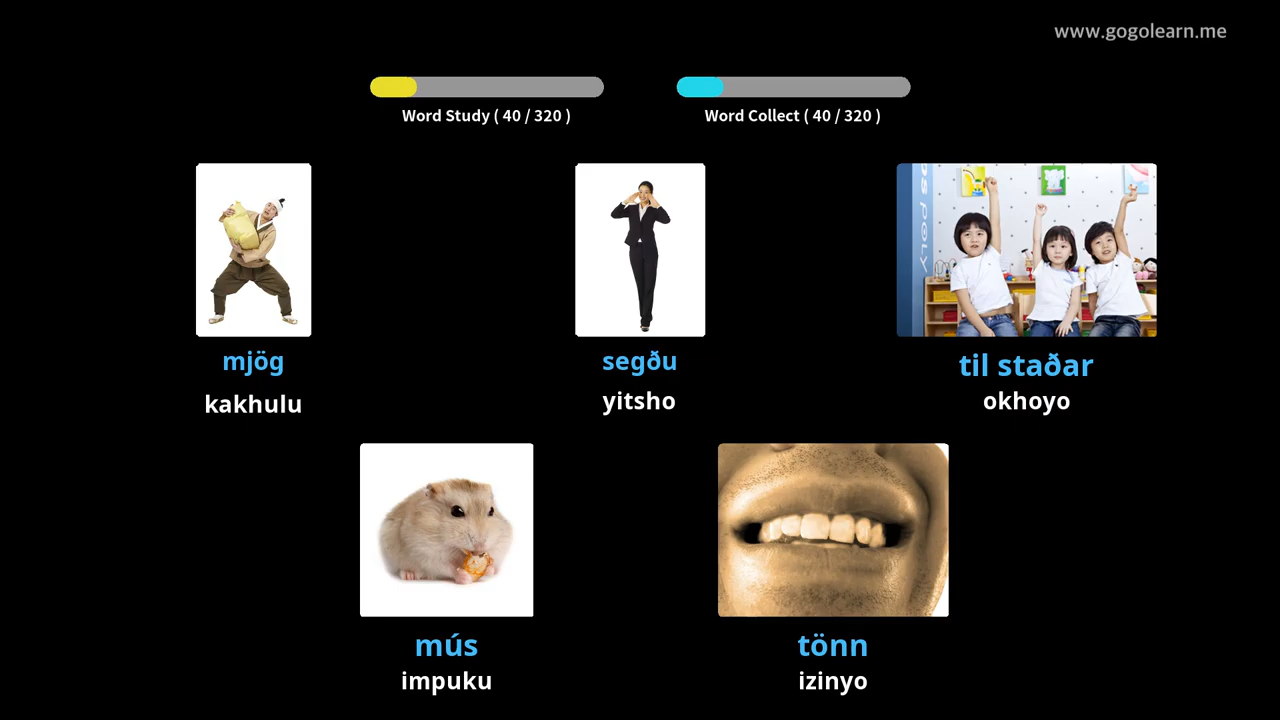 www.gogolearn.me
Word Study ( 40 / 320 )
Word Collect ( 40 / 320 )
mjög
kakhulu
segðu
yitsho
til staðar
okhoyo
mús
impuku
tönn
izinyo